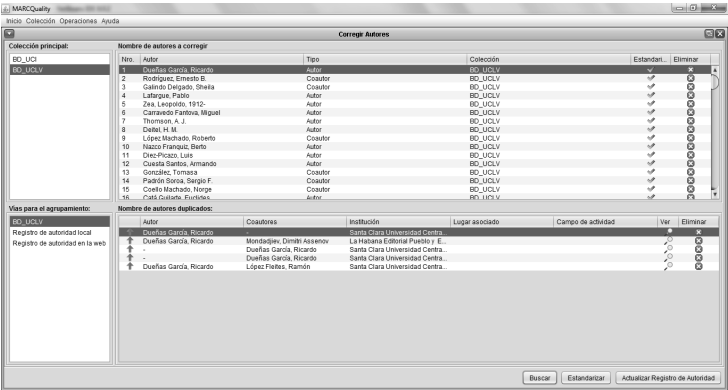 MARCQuality
Inicio Colección Operaciones Ayuda
Corregir Autores
Colección principal:
BD_UCI
BD_UCLV
Nombre de autores a corregir
Nro. Autor Tipo Colección Estandari... Eliminar
1 Dueñas García, Ricardo Autor BD_UCLV
2 Rodríguez, Ernesto B. Coautor BD_UCLV
3 Galindo Delgado, Sheila Coautor BD_UCLV
4 Lafargue, Pablo Autor BD_UCLV
5 Zea, Leopoldo, 1912- Autor BD_UCLV
6 Carravedo Fantova, Miguel Autor BD_UCLV
7 Thomson, A. J. Autor BD_UCLV
8 Deitel, H. M. Autor BD_UCLV
9 López Machado, Roberto Coautor BD_UCLV
10 Nazco Franquiz, Berto Autor BD_UCLV
11 Diez-Picazo, Luis Autor BD_UCLV
12 Cuesta Santos, Armando Autor BD_UCLV
13 González, Tomasa Coautor BD_UCLV
14 Padrón Soroa, Sergio F. Coautor BD_UCLV
15 Coello Machado, Norge Coautor BD_UCLV
16 Catá Guilarte, Euclides Autor BD_UCLV
Vías para el agrupamiento:
BD_UCLV
Registro de autoridad local
Registro de autoridad en la web
Nombre de autores duplicados:
Autor Coautores Institución Lugar asociado Campo de actividad Ver Eliminar
Dueñas García, Ricardo - Santa Clara Universidad Centra...
Dueñas García, Ricardo Mondadjiev, Dimitri Assenov La Habana Editorial Pueblo y E...
- Dueñas García, Ricardo Santa Clara Universidad Centra...
- Dueñas García, Ricardo Santa Clara Universidad Centra...
Dueñas García, Ricardo López Fleites, Ramón Santa Clara Universidad Centra...
Buscar Estandarizar Actualizar Registro de Autoridad